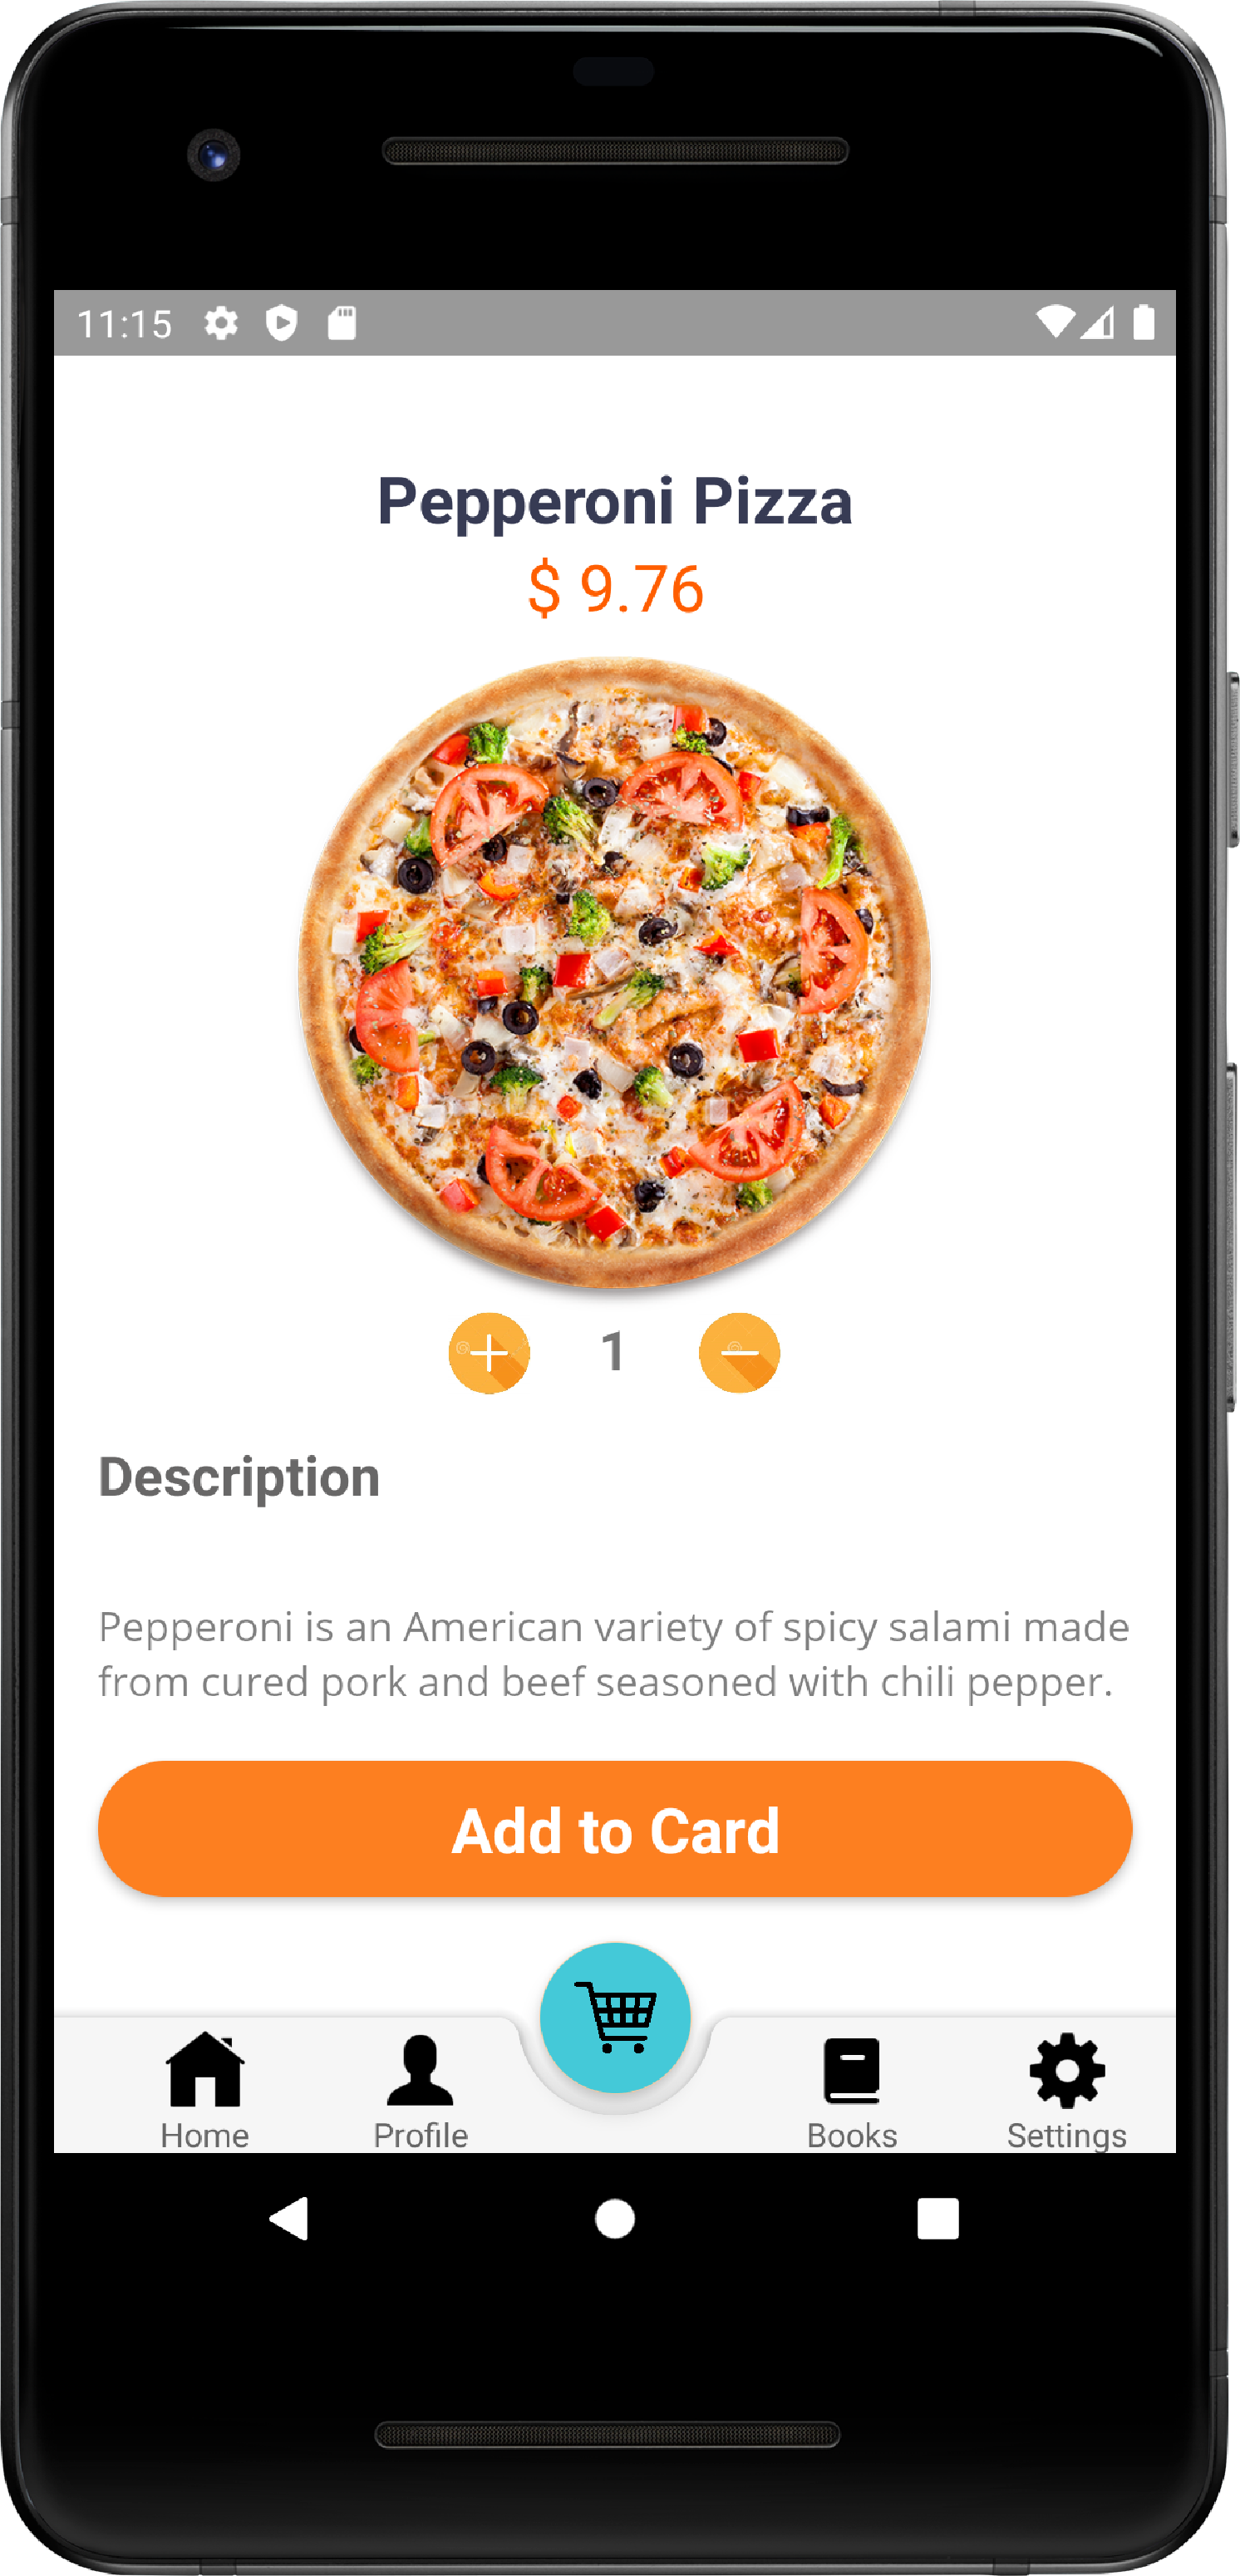 11:15
Pepperoni Pizza
$ 9.76
1
Description
Pepperoni is an American variety of spicy salami made
from cured pork and beef seasoned with chili pepper.
Add to Card
Home Profile Books Settings